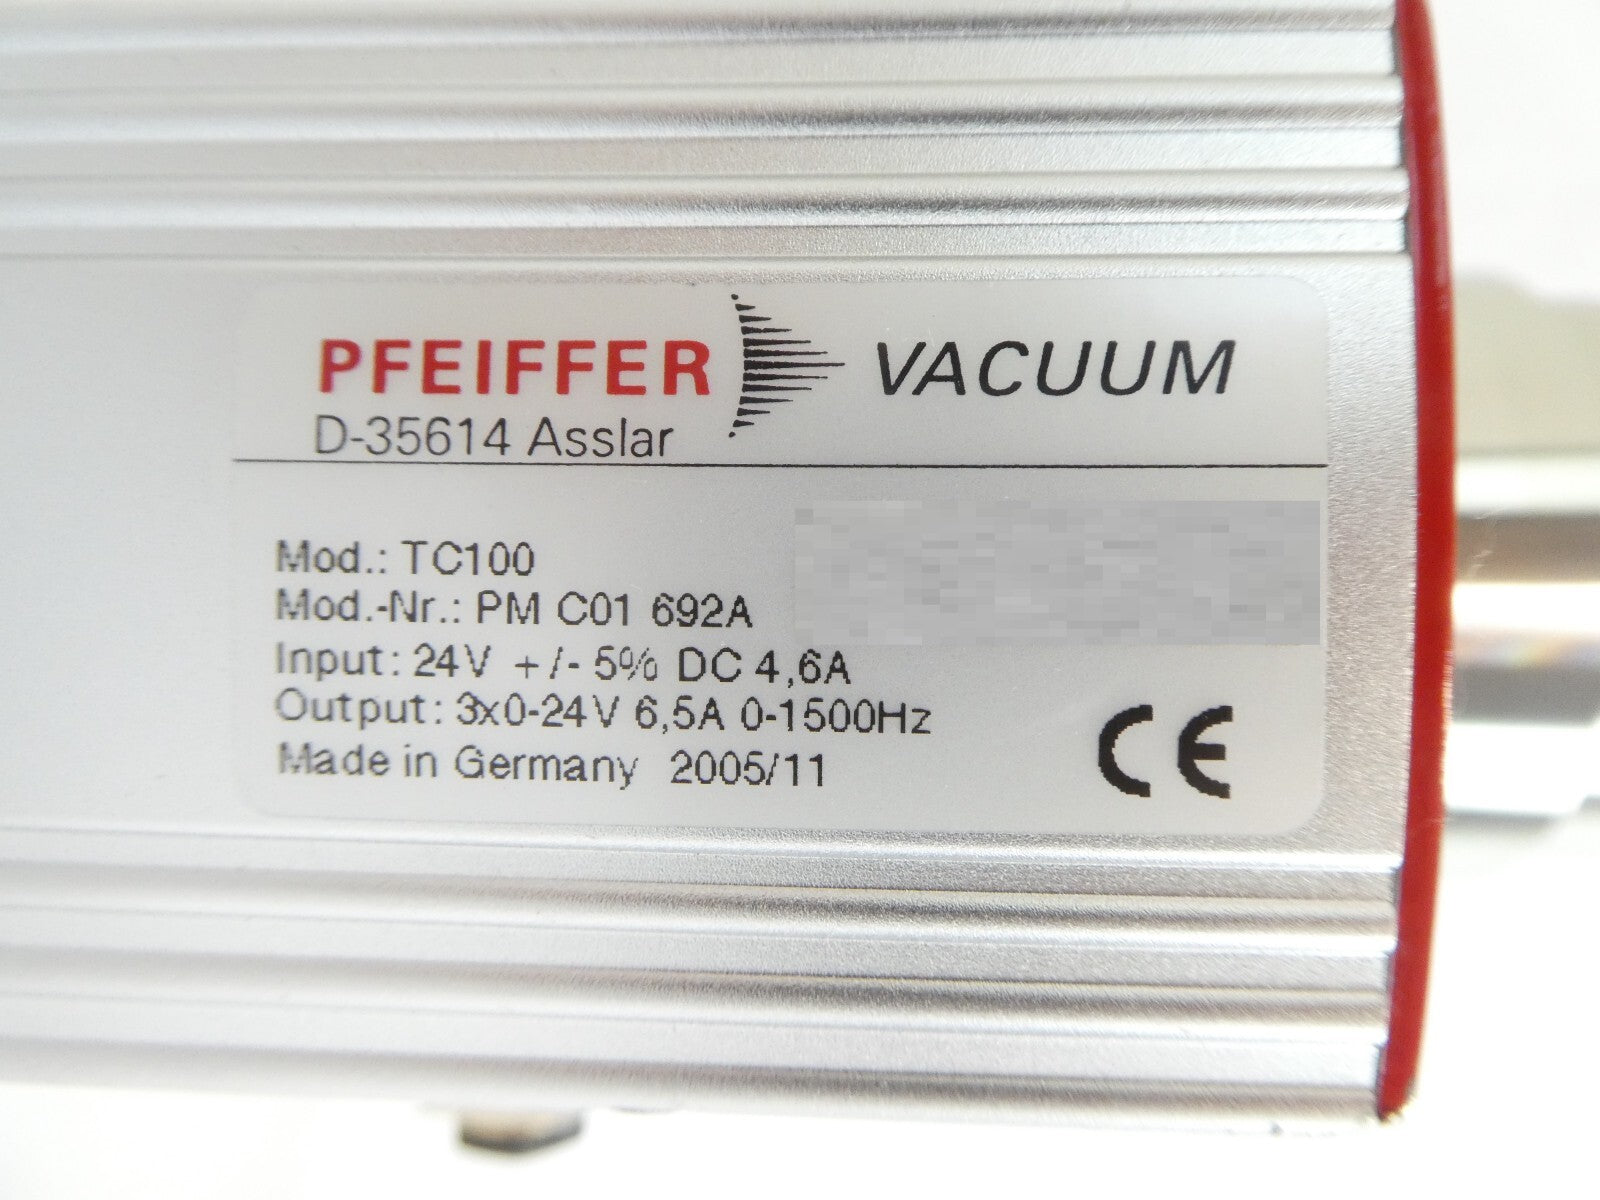 PFEIFFER VACUUM
D-35614 Asslar
Mod.: TC100
Mod.-Nr.: PM C01 692A
Input: 24V +/- 5% DC 4,6A
Output: 3x0-24V 6,5A 0-1500Hz
Made in Germany 2005/11
CE